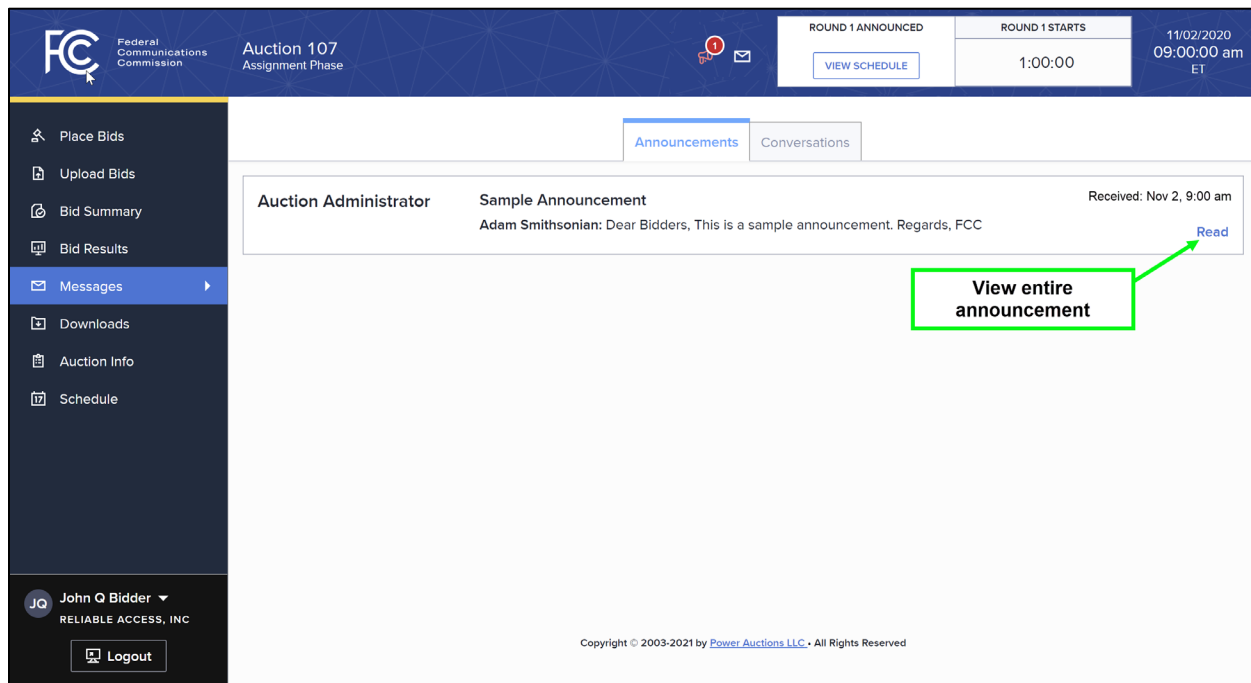 FCC
Federal
Communications
Commission
Auction 107
Assignment Phase
1
ROUND 1 ANNOUNCED
VIEW SCHEDULE
ROUND 1 STARTS
1:00:00
11/02/2020
09:00:00 am
ET
Place Bids
Upload Bids
Bid Summary
Bid Results
Messages
Downloads
Auction Info
17 Schedule
Announcements
Conversations
Auction Administrator
Sample Announcement
Received: Nov 2, 9:00 am
Adam Smithsonian: Dear Bidders, This is a sample announcement. Regards, FCC
Read
View entire
announcement
JQ
John Q Bidder
RELIABLE ACCESS, INC
Logout
Copyright © 2003-2021 by Power Auctions LLC • All Rights Reserved